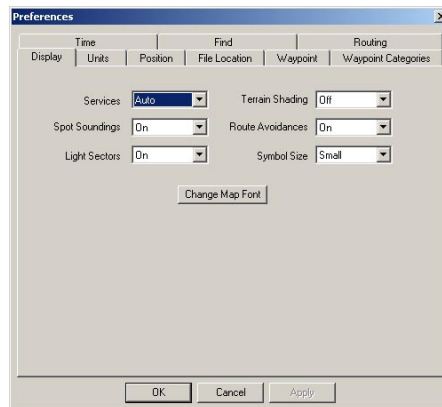 Preferences
Time Find Routing
Display Units Position File Location Waypoint Waypoint Categories
Services Auto Terrain Shading Off
Spot Soundings On Route Avoidances On
Light Sectors On Symbol Size Small
Change Map Font
OK Cancel Apply